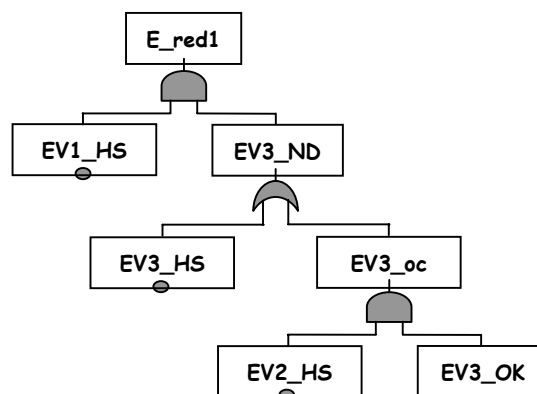 E_red1
EV1_HS
EV3_ND
EV3_HS
EV3_oc
EV2_HS
EV3_OK